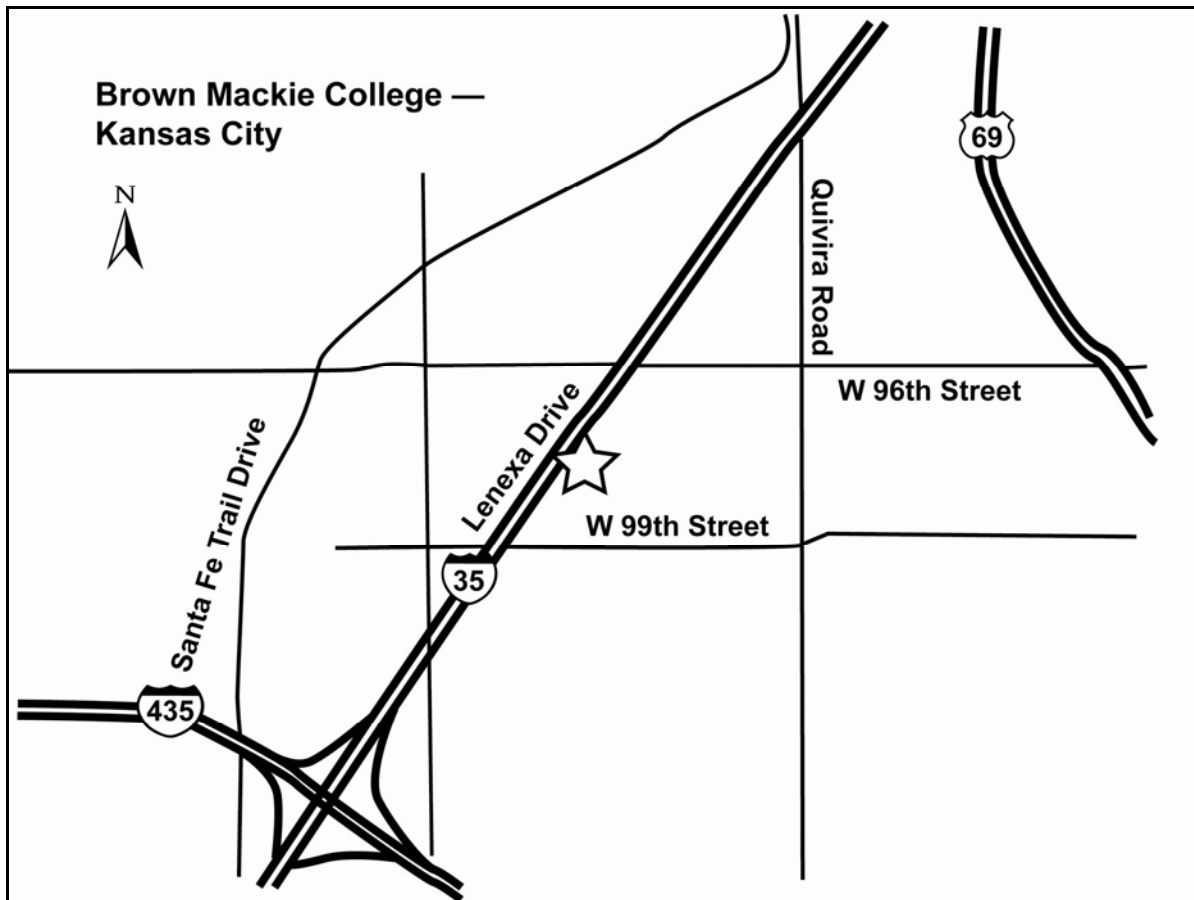 Brown Mackie College —
Kansas City
N
69
Quivira Road
W 96th Street
Lenexa Drive
Santa Fe Trail Drive
W 99th Street
35
435